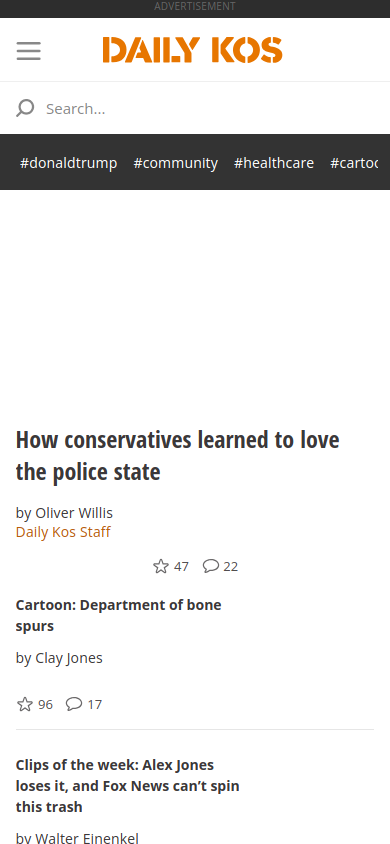 ADVERTISEMENT
DAILY KOS
Search...
#donaldtrump #community #healthcare #cartoo
How conservatives learned to love
the police state
by Oliver Willis
Daily Kos Staff
47 22
Cartoon: Department of bone
spurs
by Clay Jones
96 17
Clips of the week: Alex Jones
loses it, and Fox News can’t spin
this trash
by Walter Einenkel